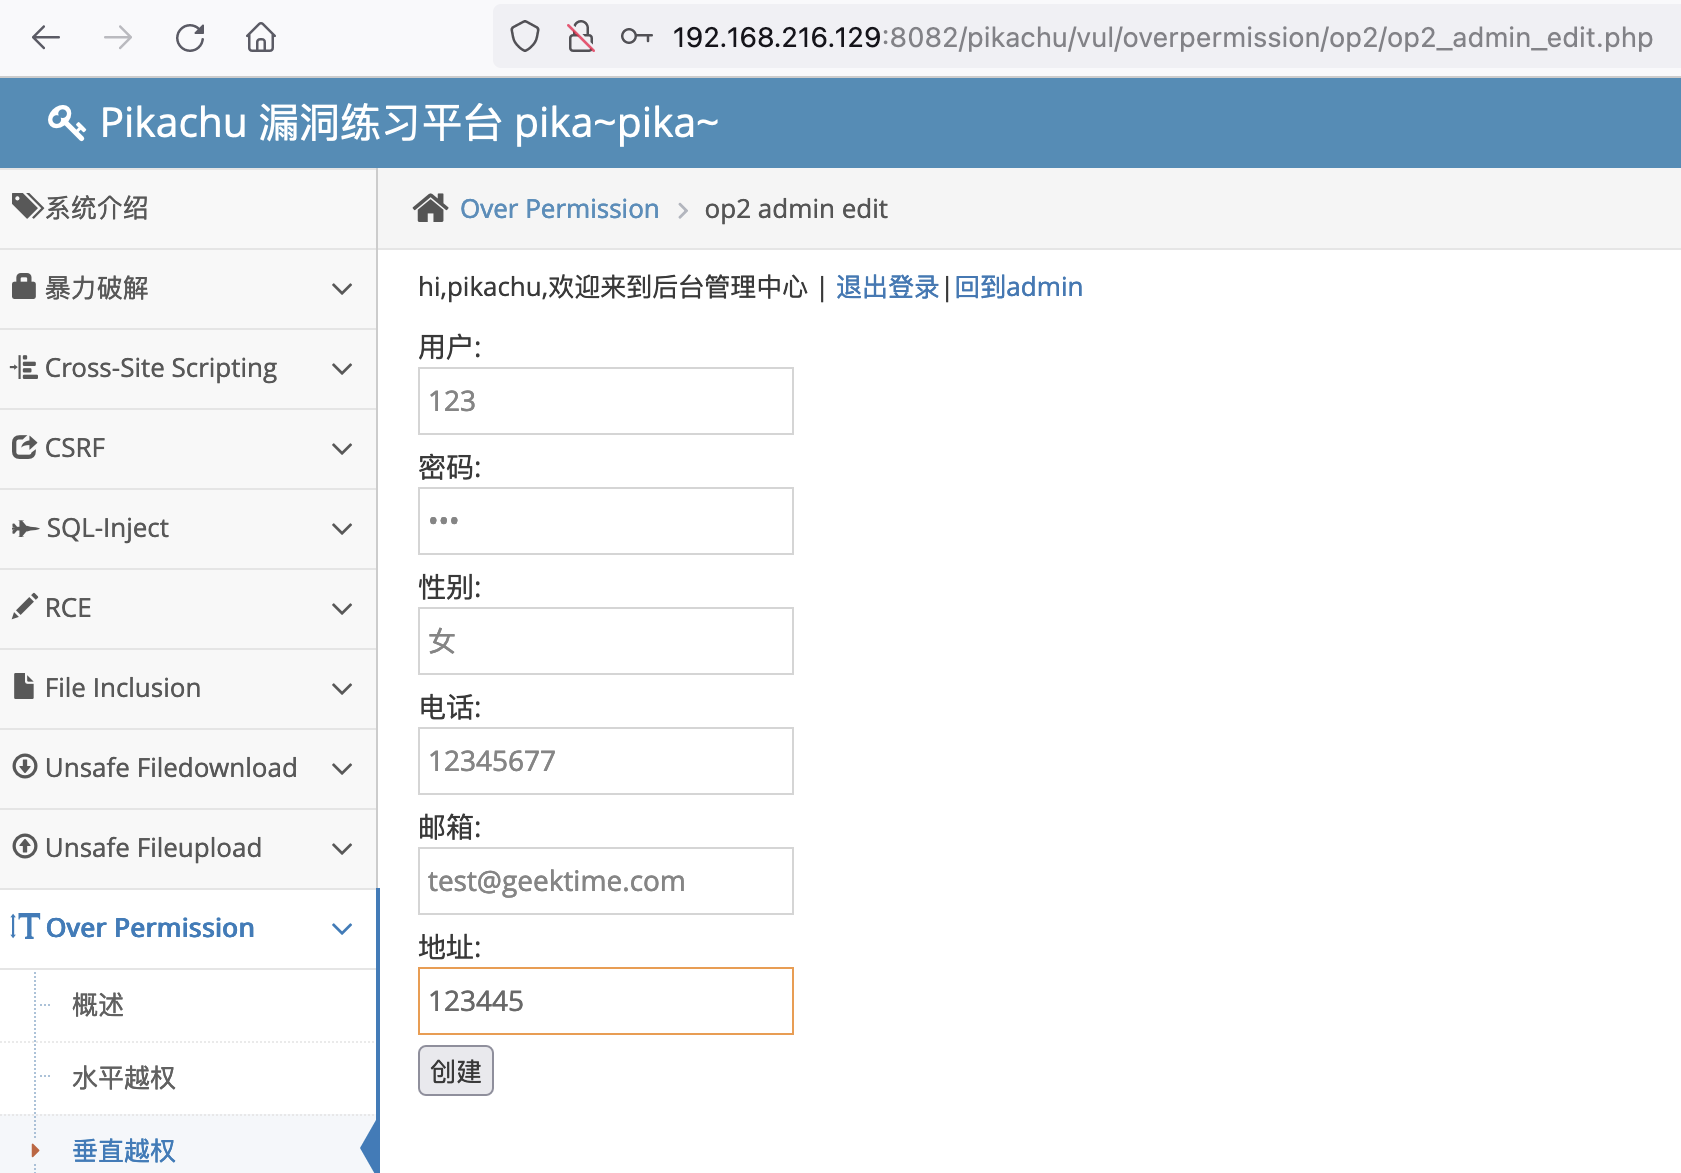 192.168.216.129:8082/pikachu/vul/overpermission/op2/op2_admin_edit.php
Pikachu 漏洞练习平台 pika~pika~
系统介绍
暴力破解
Cross-Site Scripting
CSRF
SQL-Inject
RCE
File Inclusion
Unsafe Filedownload
Unsafe Fileupload
Over Permission
概述
水平越权
垂直越权
Over Permission > op2 admin edit
hi,pikachu,欢迎来到后台管理中心 | 退出登录|回到admin
用户:
123
密码:
•••
性别:
女
电话:
12345677
邮箱:
test@geektime.com
地址:
123445
创建